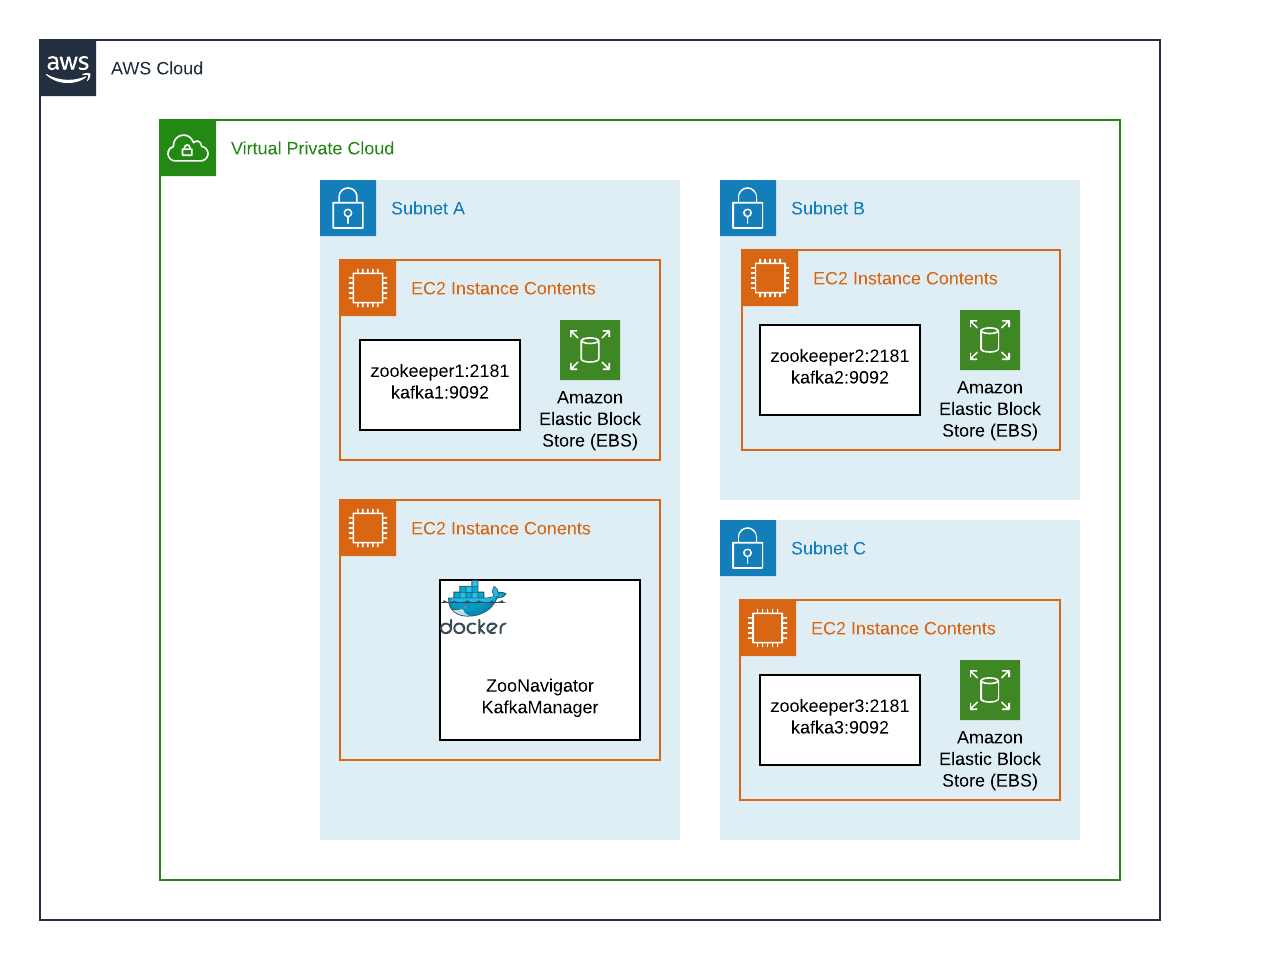 aws
AWS Cloud
Virtual Private Cloud
Subnet A
EC2 Instance Contents
zookeeper1:2181
kafka1:9092
Amazon
Elastic Block
Store (EBS)
EC2 Instance Conents
docker
ZooNavigator
KafkaManager
Subnet B
EC2 Instance Contents
zookeeper2:2181
kafka2:9092
Amazon
Elastic Block
Store (EBS)
Subnet C
EC2 Instance Contents
zookeeper3:2181
kafka3:9092
Amazon
Elastic Block
Store (EBS)